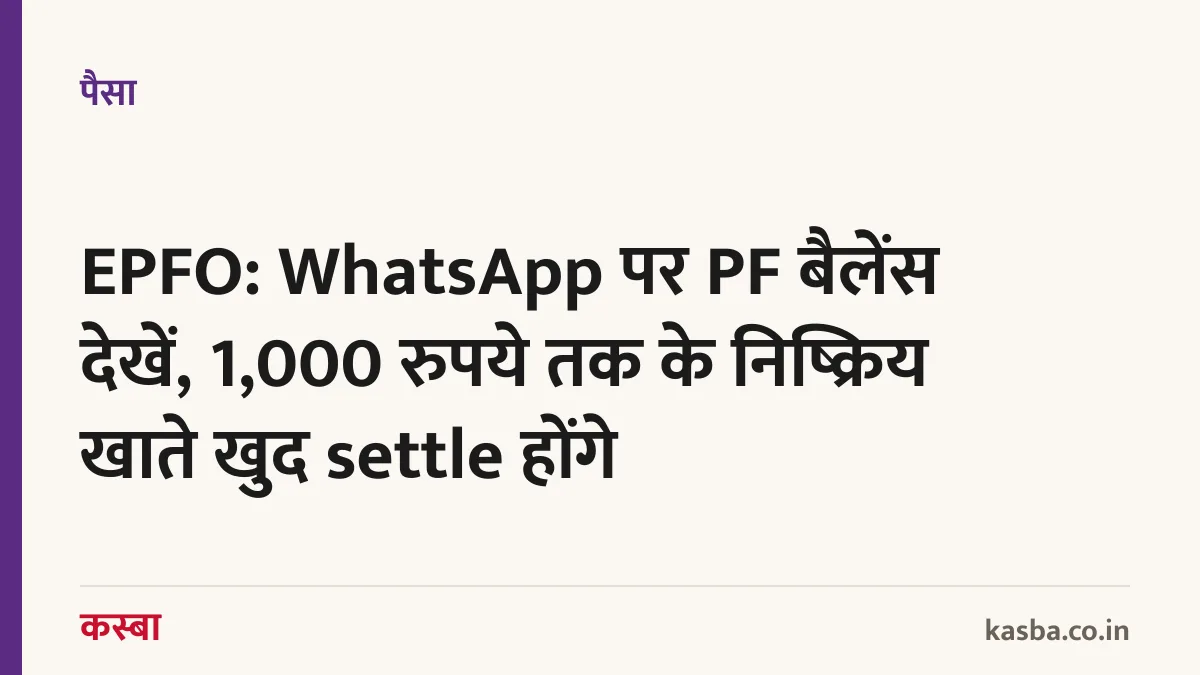 पैसा
EPFO: WhatsApp पर PF बैलेंस
देखें, 1,000 रुपये तक के निष्क्रिय
खाते खुद settle होंगे
कस्बा
kasba.co.in